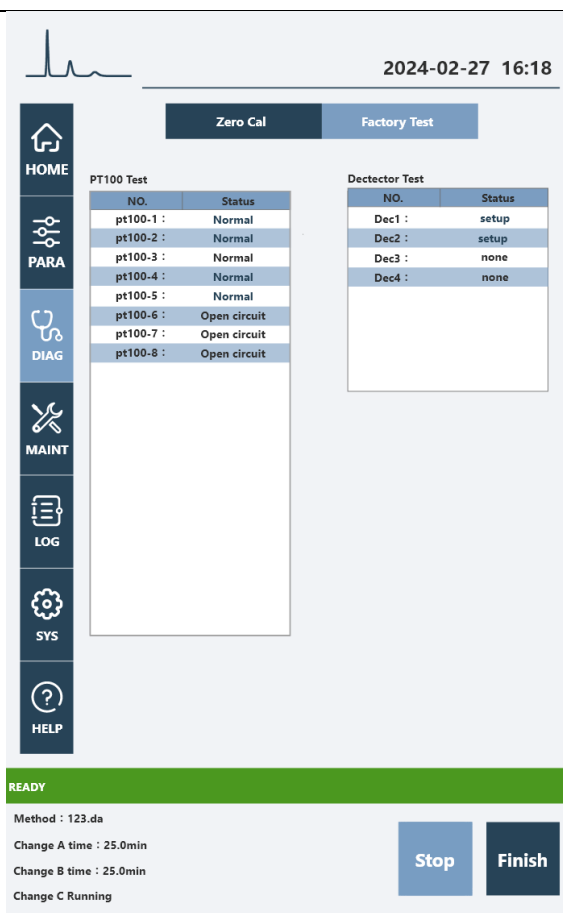 2024-02-27 16:18
Zero Cal Factory Test
HOME
PARA
DIAG
MAINT
LOG
SYS
HELP
PT100 Test
NO. Status
pt100-1： Normal
pt100-2： Normal
pt100-3： Normal
pt100-4： Normal
pt100-5： Normal
pt100-6： Open circuit
pt100-7： Open circuit
pt100-8： Open circuit
Dectector Test
NO. Status
Dec1： setup
Dec2： setup
Dec3： none
Dec4： none
READY
Method：123.da
Change A time：25.0min
Change B time：25.0min
Change C Running
Stop Finish